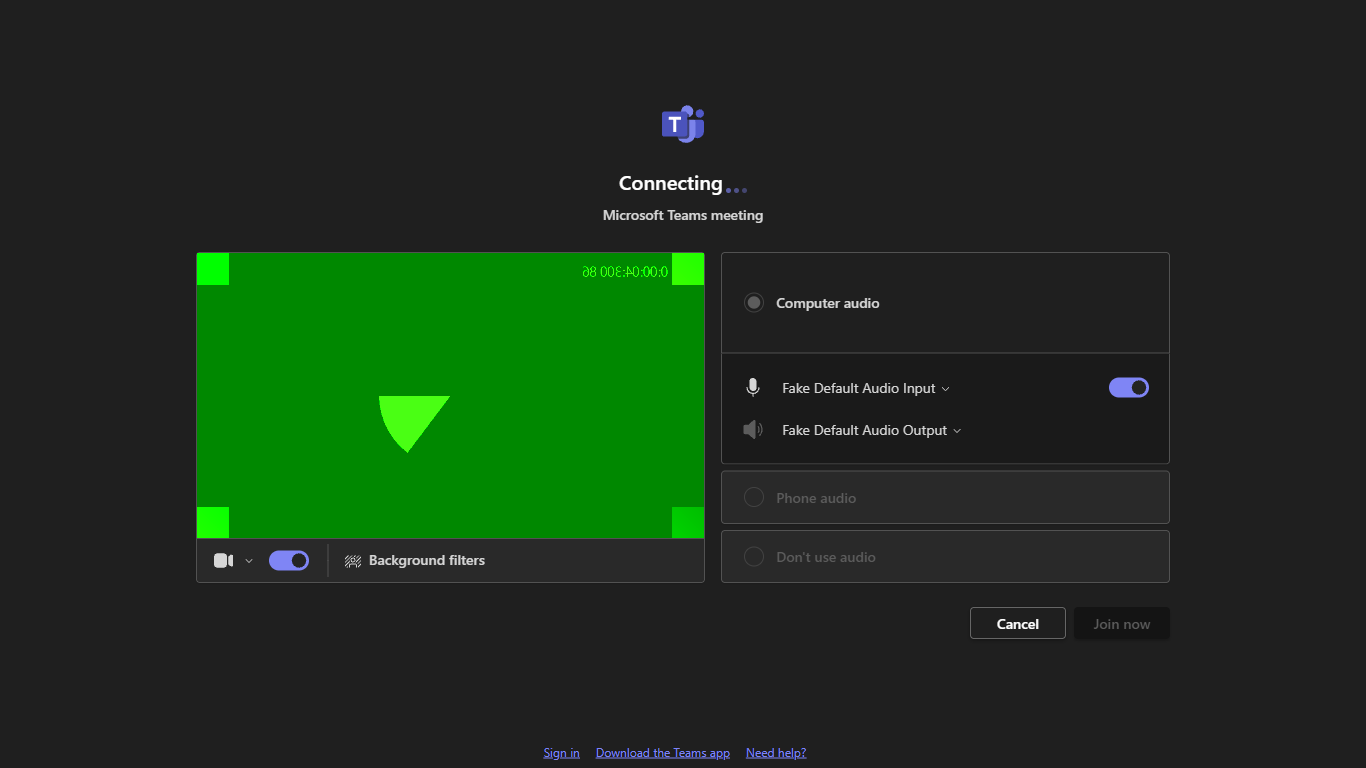 T
Connecting...
Microsoft Teams meeting
0:00:04:300 86
Computer audio
Fake Default Audio Input
Fake Default Audio Output
Phone audio
Don't use audio
Background filters
Cancel
Join now
Sign in
Download the Teams app
Need help?